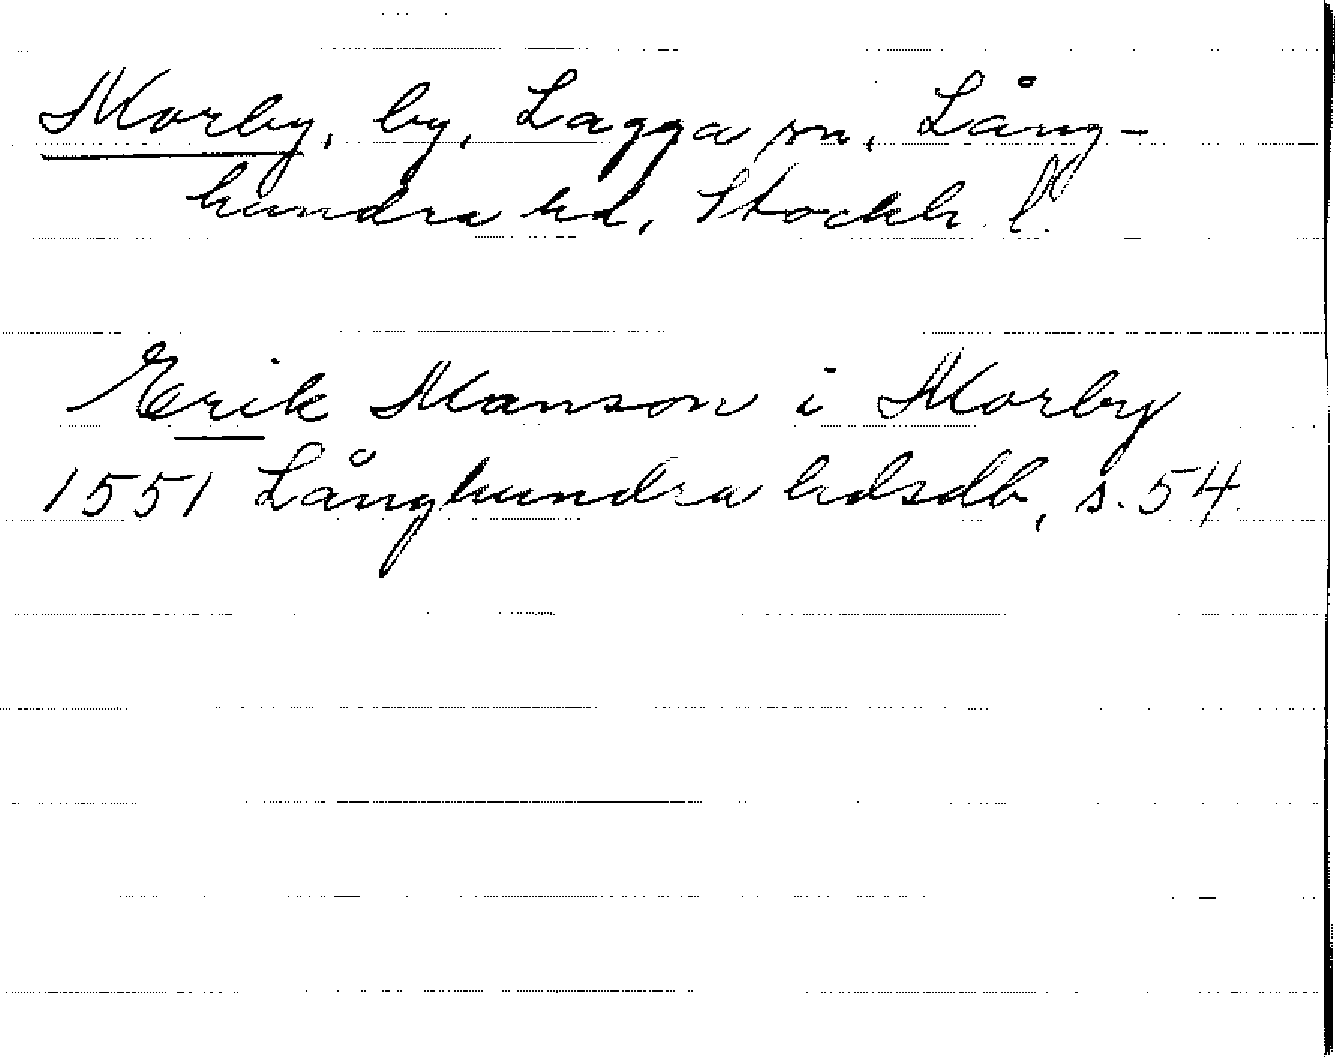 Morby, by, Lagga sn, Lång-
hundra hd, Stockh. l.
Erik Manson i Morby
1551 Långhundra hdsdb, s. 54.